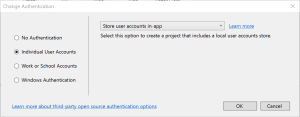 Change Authentication
Store user accounts in-app
Learn more
Select this option to create a project that includes a local user accounts store.
No Authentication
Individual User Accounts
Work or School Accounts
Windows Authentication
Learn more about third party open source authentication options
OK
Cancel